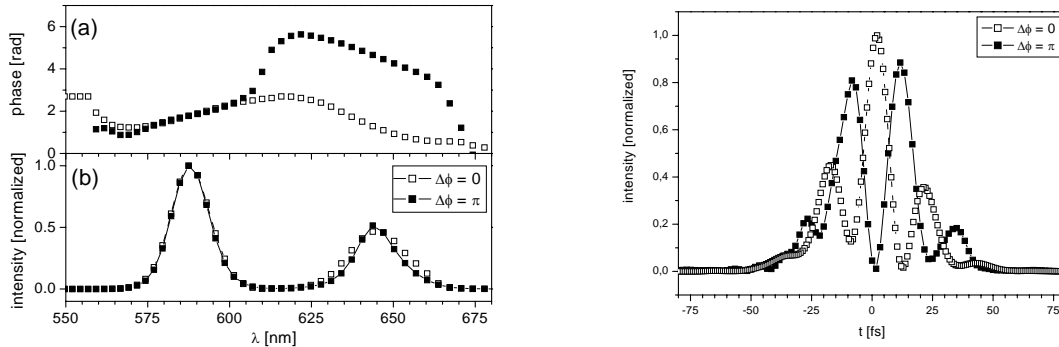 (a)
phase [rad]
6
4
2
0
(b)
intensity [normalized]
1.0
0.5
0.0
Δϕ = 0
Δϕ = π
550 575 600 625 650 675
λ [nm]
intensity [normalized]
1,0
0,8
0,6
0,4
0,2
0,0
Δϕ = 0
Δϕ = π
-75 -50 -25 0 25 50 75
t [fs]